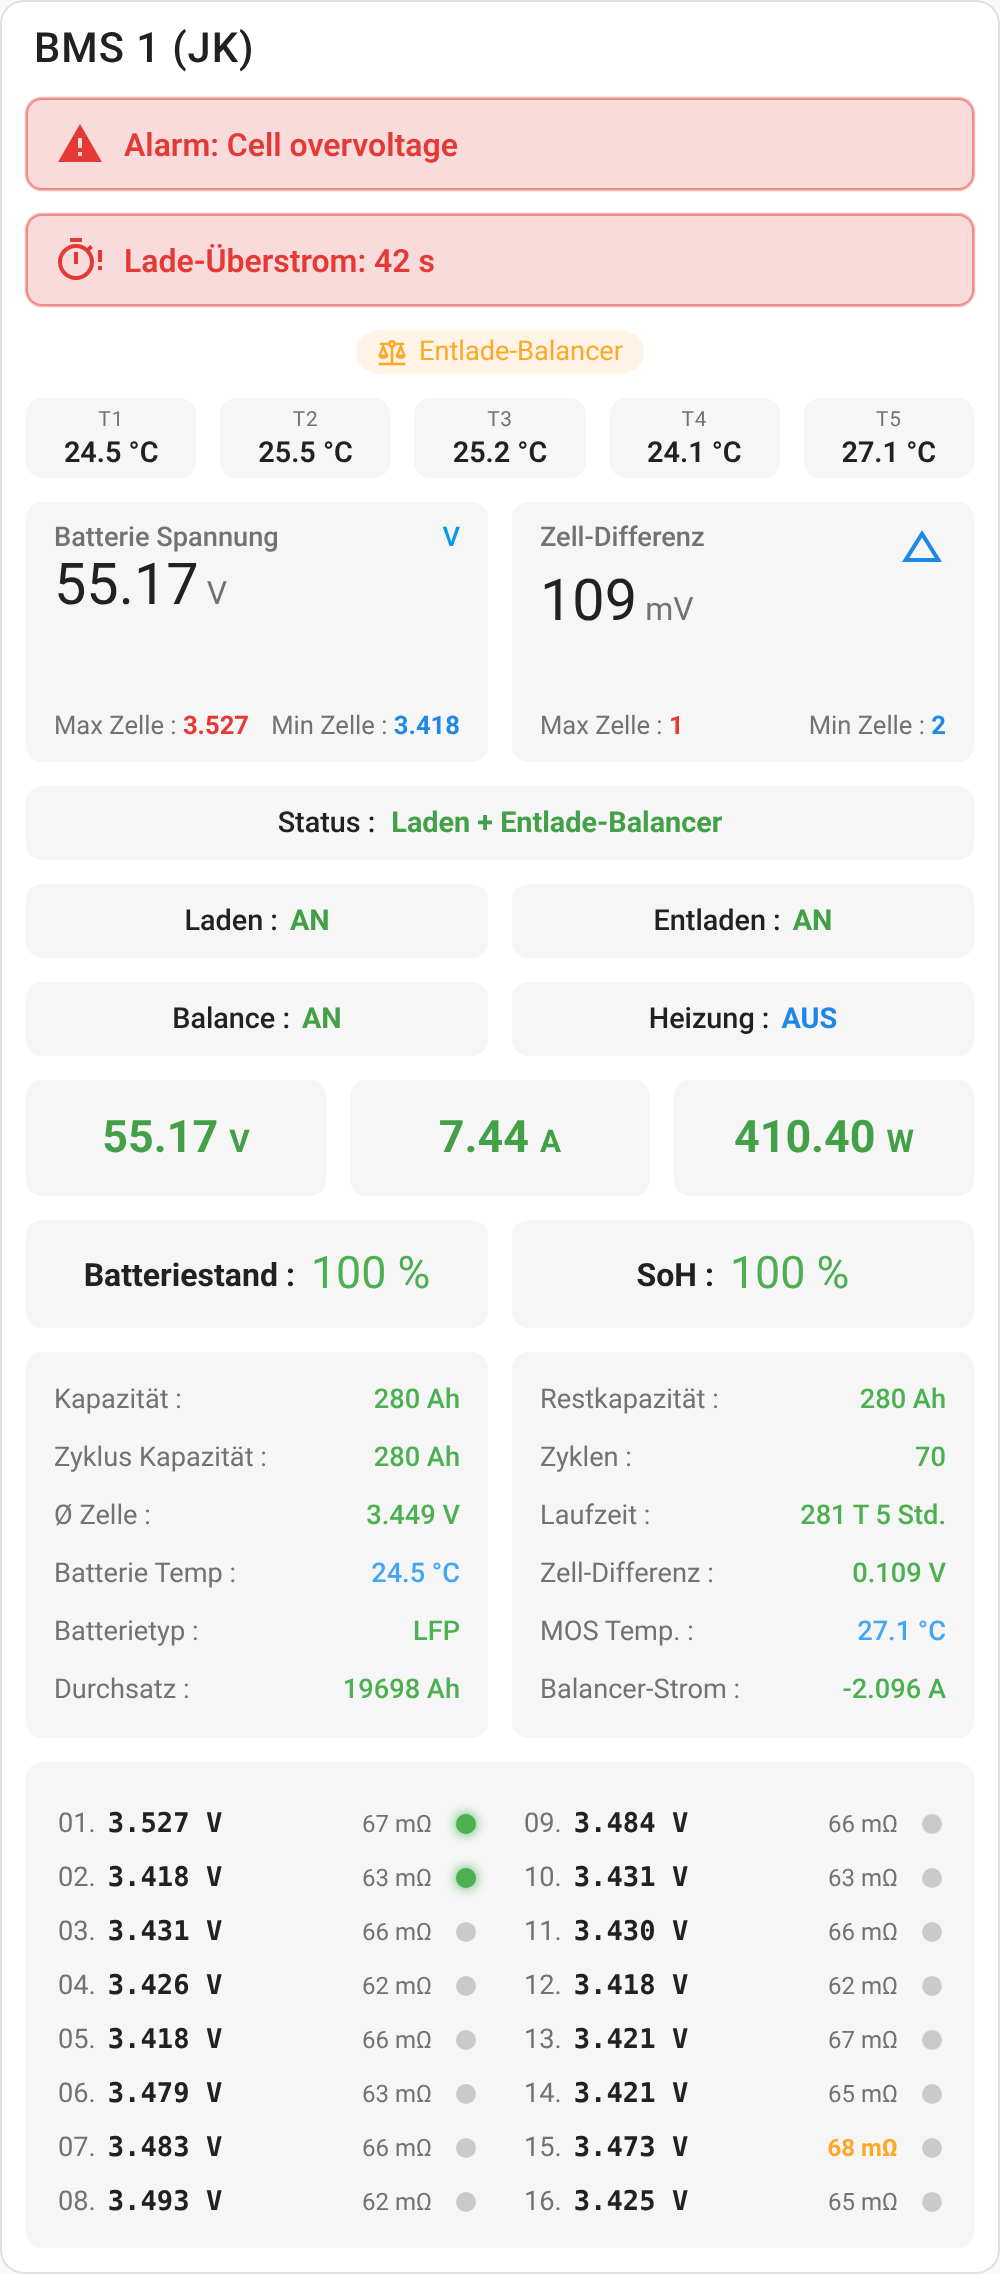 BMS 1 (JK)
Alarm: Cell overvoltage
Lade-Überstrom: 42 s
Entlade-Balancer
T1 T2 T3 T4 T5
24.5 °C 25.5 °C 25.2 °C 24.1 °C 27.1 °C
Batterie Spannung V
55.17 V
Max Zelle : 3.527 Min Zelle : 3.418
Zell-Differenz
109 mV
Max Zelle : 1 Min Zelle : 2
Status : Laden + Entlade-Balancer
Laden : AN Entladen : AN
Balance : AN Heizung : AUS
55.17 V 7.44 A 410.40 W
Batteriestand : 100 % SoH : 100 %
Kapazität : 280 Ah
Zyklus Kapazität : 280 Ah
Ø Zelle : 3.449 V
Batterie Temp : 24.5 °C
Batterietyp : LFP
Durchsatz : 19698 Ah
Restkapazität : 280 Ah
Zyklen : 70
Laufzeit : 281 T 5 Std.
Zell-Differenz : 0.109 V
MOS Temp. : 27.1 °C
Balancer-Strom : -2.096 A
01. 3.527 V 67 mΩ
02. 3.418 V 63 mΩ
03. 3.431 V 66 mΩ
04. 3.426 V 62 mΩ
05. 3.418 V 66 mΩ
06. 3.479 V 63 mΩ
07. 3.483 V 66 mΩ
08. 3.493 V 62 mΩ
09. 3.484 V 66 mΩ
10. 3.431 V 63 mΩ
11. 3.430 V 66 mΩ
12. 3.418 V 62 mΩ
13. 3.421 V 67 mΩ
14. 3.421 V 65 mΩ
15. 3.473 V 68 mΩ
16. 3.425 V 65 mΩ